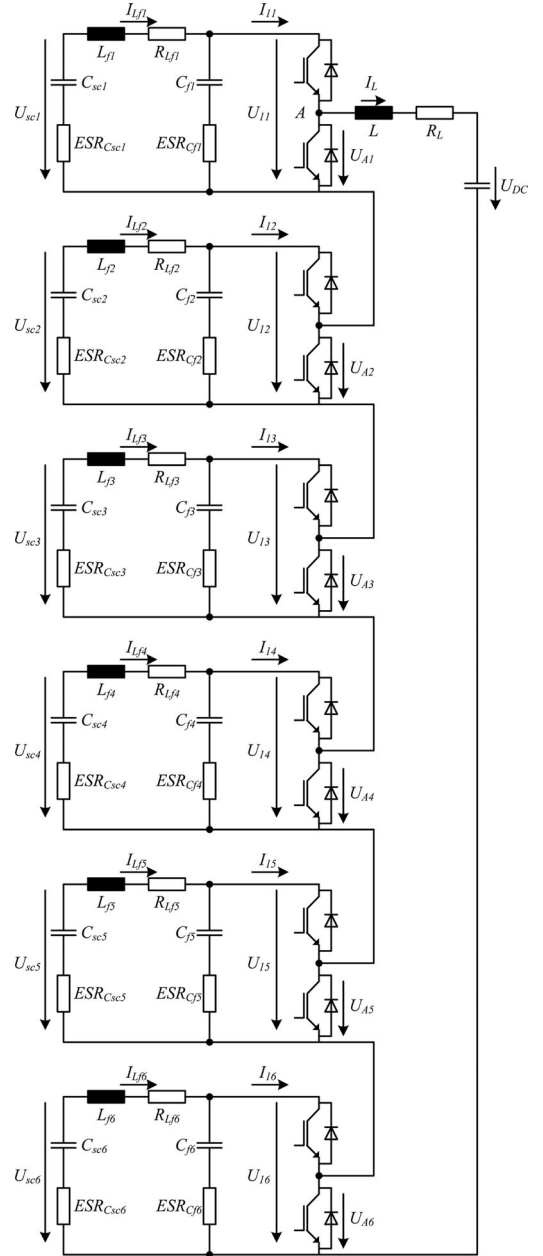 I_Lf1
I_11
L_f1
R_Lf1
C_sc1
C_f1
U_sc1
U_11
A
I_L
L
R_L
ESR_Csc1
ESR_Cf1
U_A1
U_DC
I_Lf2
I_12
L_f2
R_Lf2
C_sc2
C_f2
U_sc2
U_12
ESR_Csc2
ESR_Cf2
U_A2
I_Lf3
I_13
L_f3
R_Lf3
C_sc3
C_f3
U_sc3
U_13
ESR_Csc3
ESR_Cf3
U_A3
I_Lf4
I_14
L_f4
R_Lf4
C_sc4
C_f4
U_sc4
U_14
ESR_Csc4
ESR_Cf4
U_A4
I_Lf5
I_15
L_f5
R_Lf5
C_sc5
C_f5
U_sc5
U_15
ESR_Csc5
ESR_Cf5
U_A5
I_Lf6
I_16
L_f6
R_Lf6
C_sc6
C_f6
U_sc6
U_16
ESR_Csc6
ESR_Cf6
U_A6